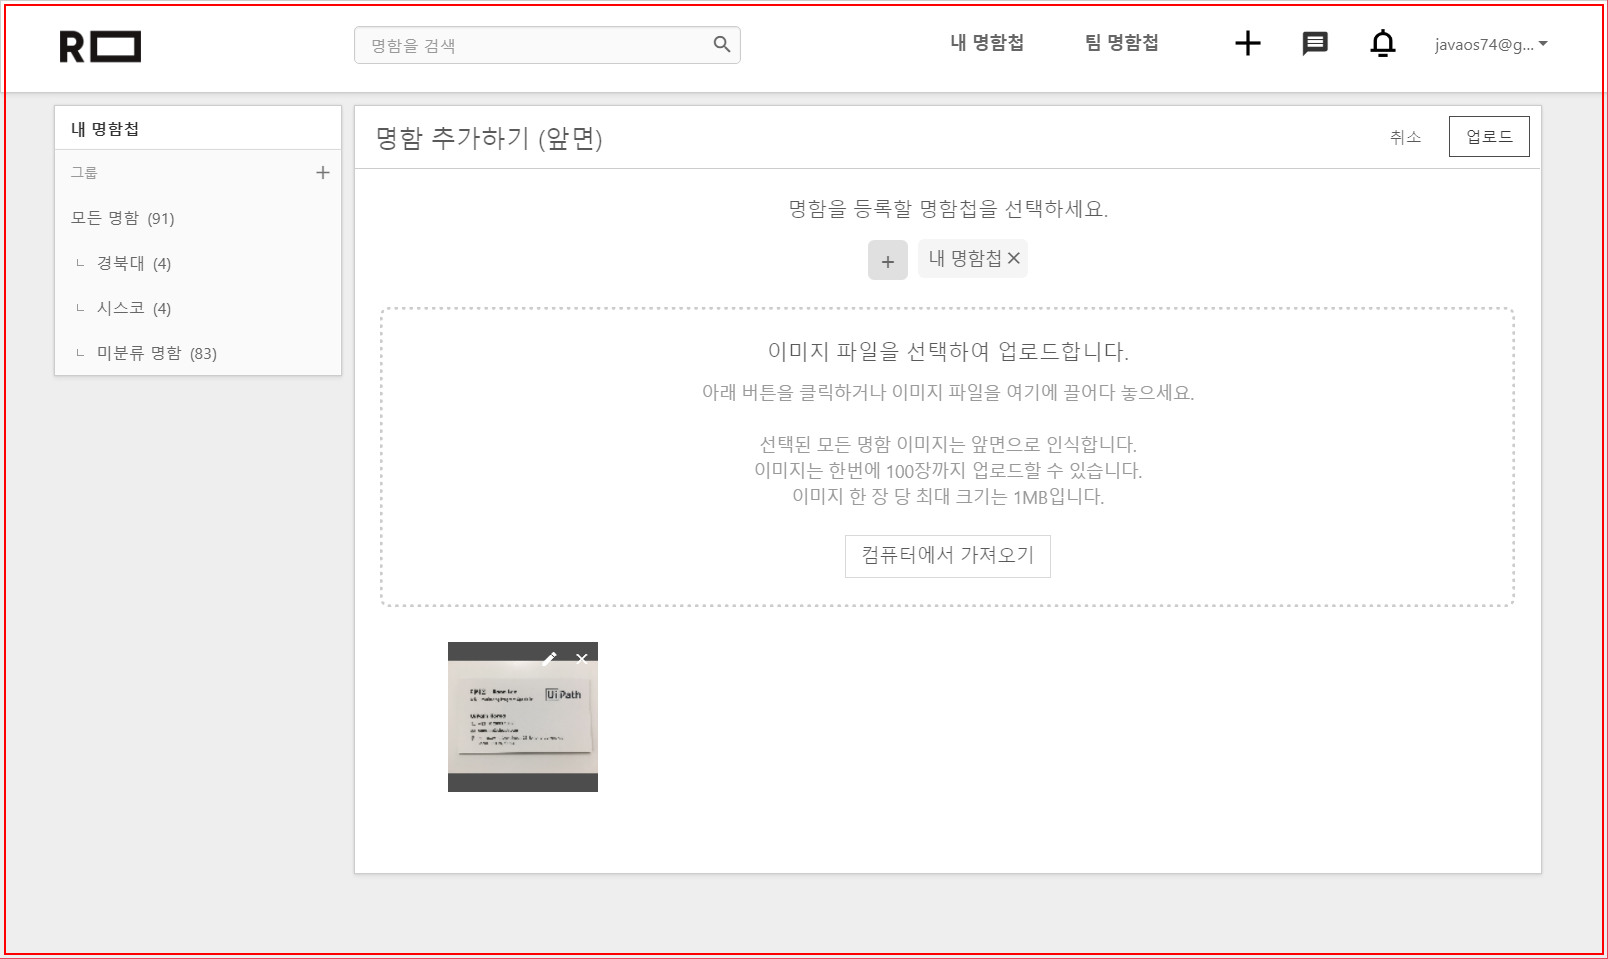 R
명함을 검색
내 명함첩
팀 명함첩
javaos74@g...
내 명함첩
그룹
모든 명함 (91)
경북대 (4)
시스코 (4)
미분류 명함 (83)
명함 추가하기 (앞면)
취소
업로드
명함을 등록할 명함첩을 선택하세요.
+
내 명함첩
이미지 파일을 선택하여 업로드합니다.
아래 버튼을 클릭하거나 이미지 파일을 여기에 끌어다 놓으세요.
선택된 모든 명함 이미지는 앞면으로 인식합니다.
이미지는 한번에 100장까지 업로드할 수 있습니다.
이미지 한 장 당 최대 크기는 1MB입니다.
컴퓨터에서 가져오기
UiPath
UiPath Korea